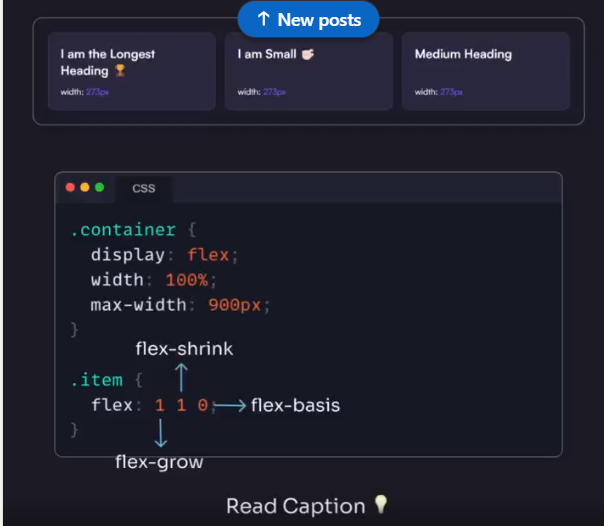 ↑ New posts
I am the Longest
Heading 🏆
width: 273px
I am Small 🤏🏻
width: 273px
Medium Heading
width: 273px
CSS
.container {
display: flex;
width: 100%;
max-width: 900px;
}
flex-shrink
.item {
flex: 1 1 0;
flex-basis
}
flex-grow
Read Caption 💡